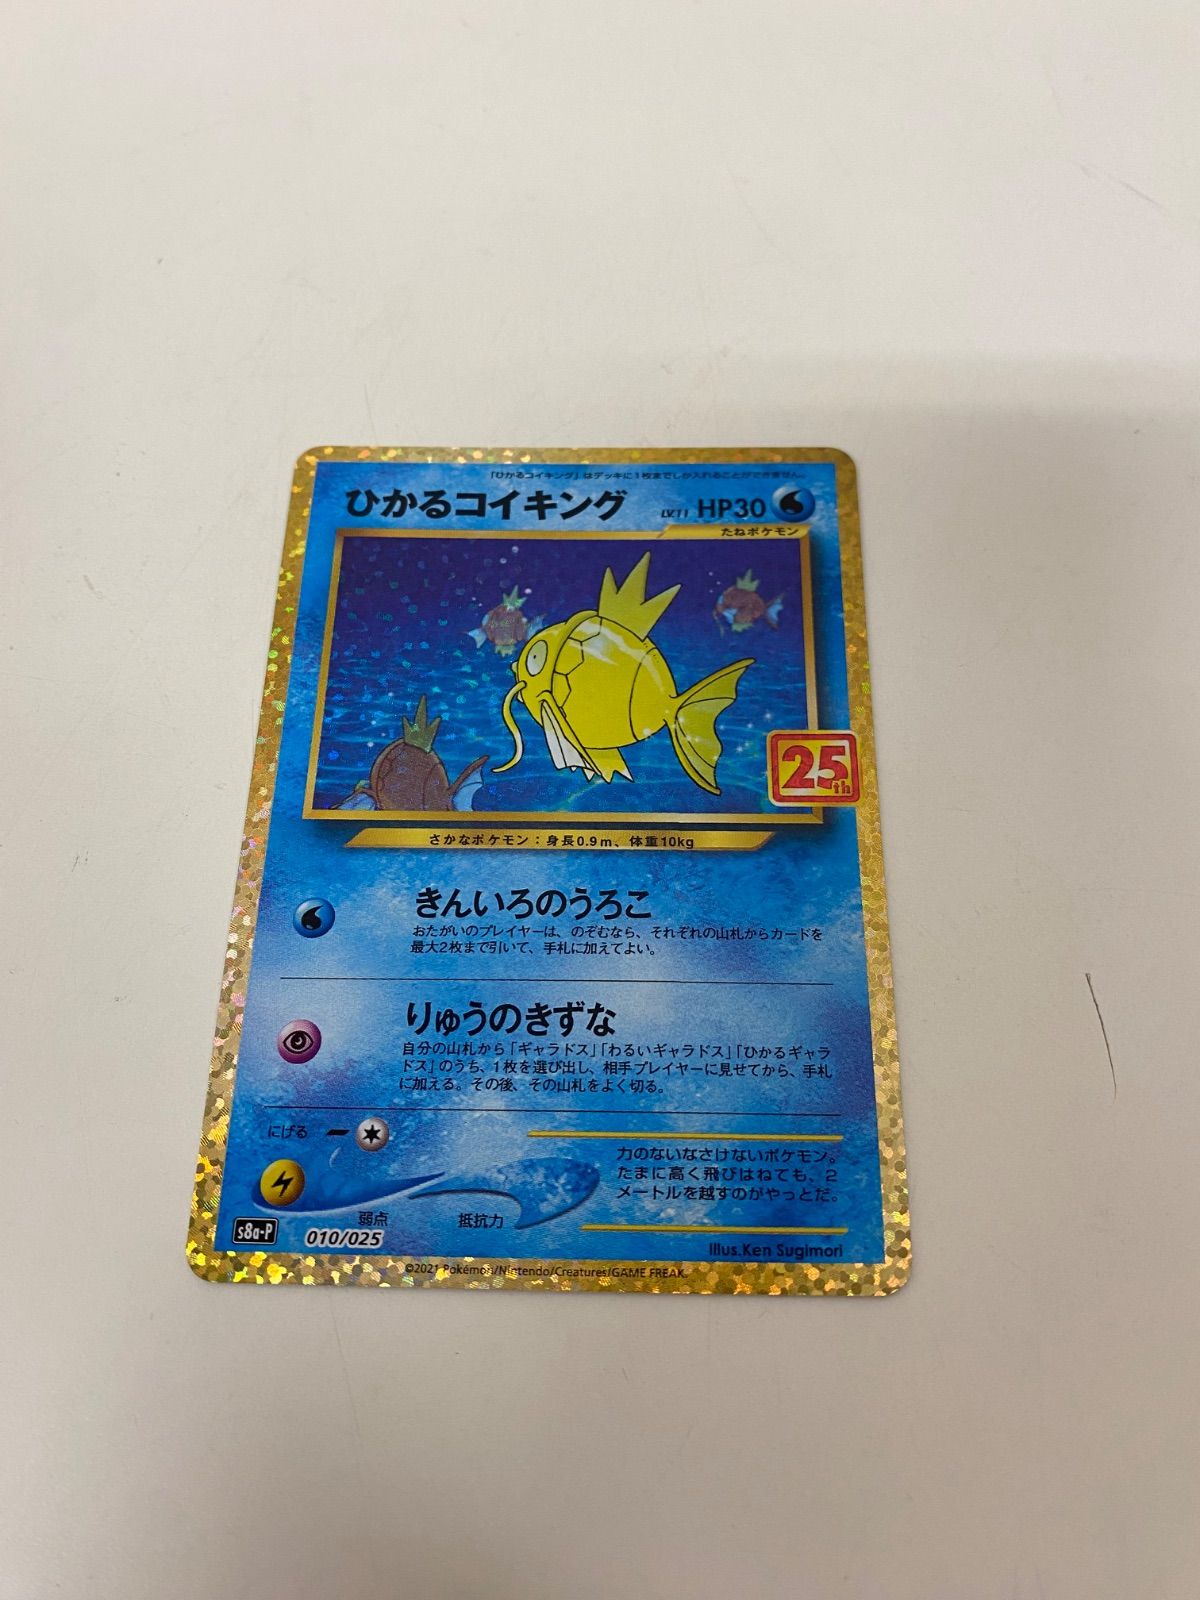 「ひかるコイキング」はデッキに1枚までしか入れることができません。
ひかるコイキング LV.11 HP30
たねポケモン
25th
さかなポケモン：身長0.9m、体重10kg
きんいろのうろこ
おたがいのプレイヤーは、のぞむなら、それぞれの山札からカードを
最大2枚まで引いて、手札に加えてよい。
りゅうのきずな
自分の山札から「ギャラドス」「わるいギャラドス」「ひかるギャラ
ドス」のうち、1枚を選び出し、相手プレイヤーに見せてから、手札
に加える。その後、その山札をよく切る。
にげる
力のないなさけないポケモン。
たまに高く飛びはねても、2
メートルを越すのがやっとだ。
弱点 抵抗力
s8a-P 010/025
Illus.Ken Sugimori
©2021 Pokémon/Nintendo/Creatures/GAME FREAK.